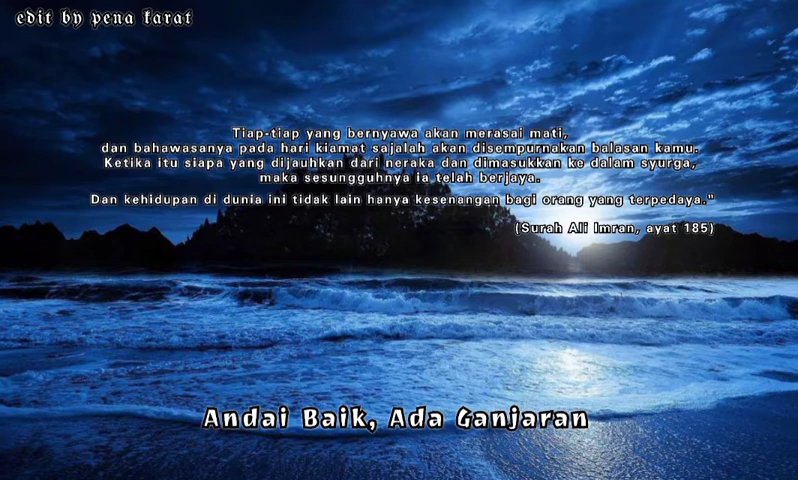 edit by pena karat
Tiap-tiap yang bernyawa akan merasai mati,
dan bahawasanya pada hari kiamat sajalah akan disempurnakan balasan kamu.
Ketika itu siapa yang dijauhkan dari neraka dan dimasukkan ke dalam syurga,
maka sesungguhnya ia telah berjaya.
Dan kehidupan di dunia ini tidak lain hanya kesenangan bagi orang yang terpedaya."
(Surah Ali Imran, ayat 185)
Andai Baik, Ada Ganjaran